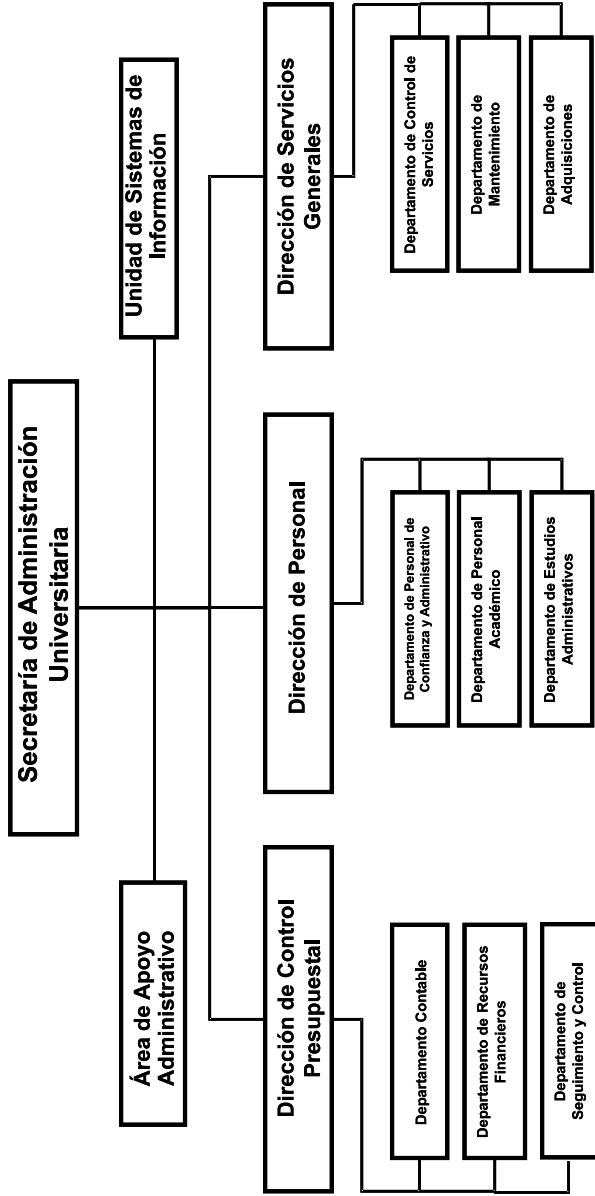 Secretaría de Administración
Universitaria
Área de Apoyo
Administrativo
Unidad de Sistemas de
Información
Dirección de Control
Presupuestal
Dirección de Personal
Dirección de Servicios
Generales
Departamento Contable
Departamento de Recursos
Financieros
Departamento de
Seguimiento y Control
Departamento de Personal de
Confianza y Administrativo
Departamento de Personal
Académico
Departamento de Estudios
Administrativos
Departamento de Control de
Servicios
Departamento de
Mantenimiento
Departamento de
Adquisiciones